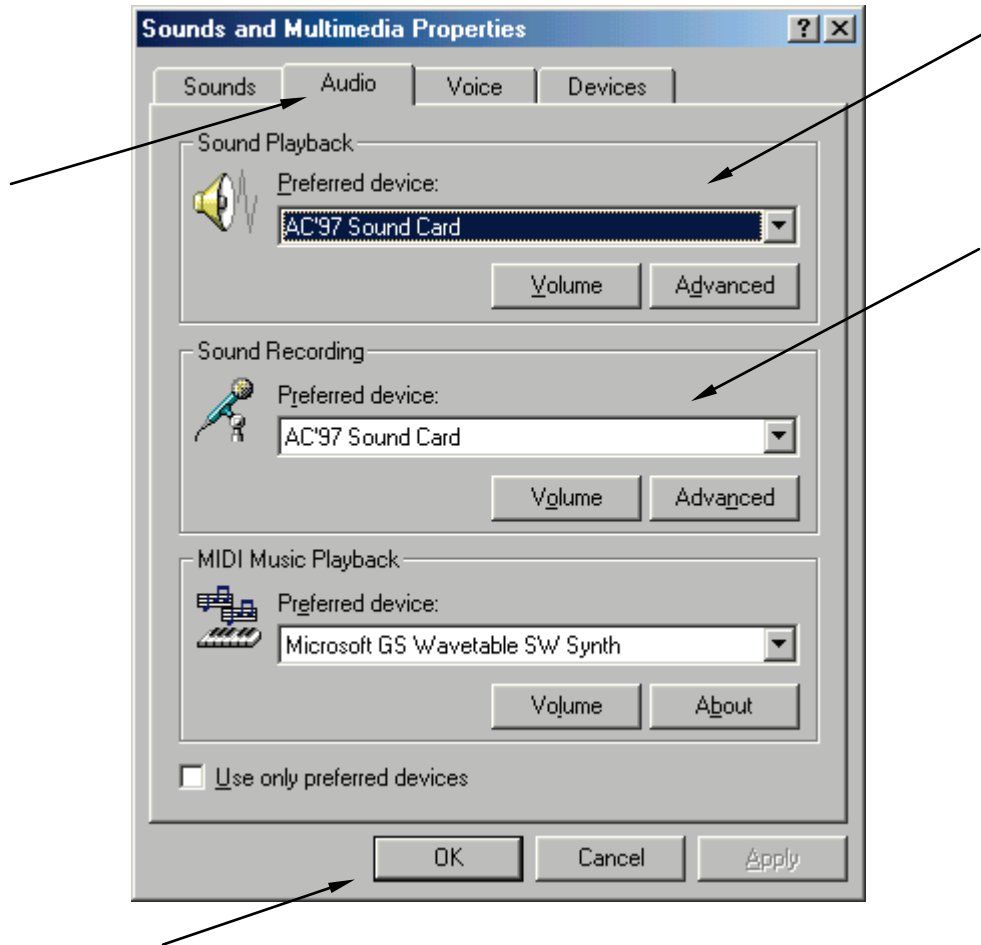 Sounds and Multimedia Properties
Sounds Audio Voice Devices
Sound Playback
Preferred device:
AC'97 Sound Card
Volume Advanced
Sound Recording
Preferred device:
AC'97 Sound Card
Volume Advanced
MIDI Music Playback
Preferred device:
Microsoft GS Wavetable SW Synth
Volume About
Use only preferred devices
OK Cancel Apply